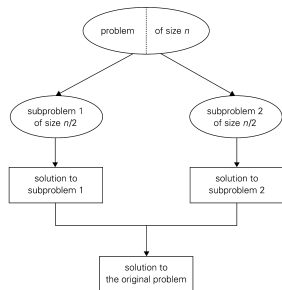 problem of size n
subproblem 1
of size n/2
subproblem 2
of size n/2
solution to
subproblem 1
solution to
subproblem 2
solution to
the original problem